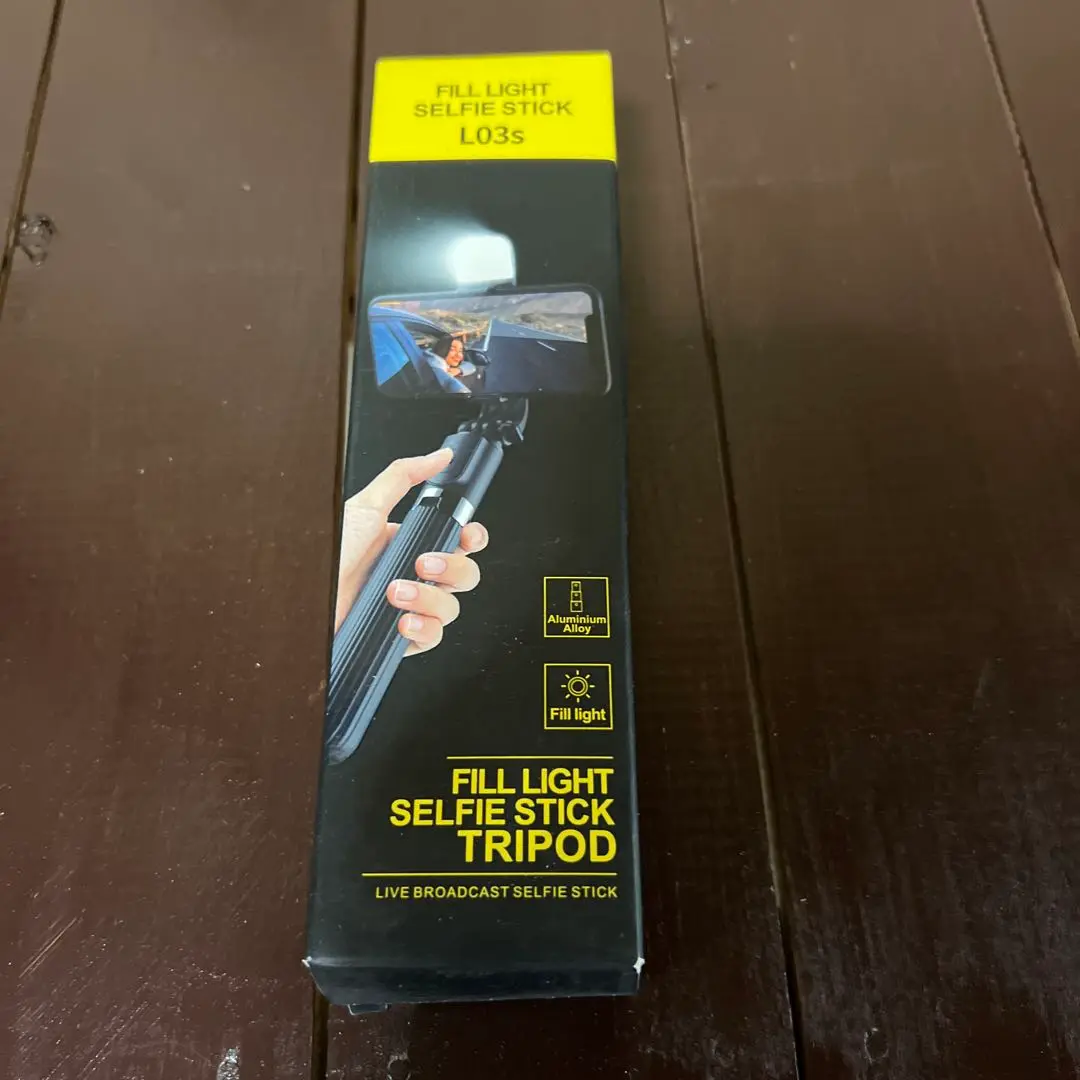 FILL LIGHT
SELFIE STICK
L03s
Aluminium
Alloy
Fill light
FILL LIGHT
SELFIE STICK
TRIPOD
LIVE BROADCAST SELFIE STICK